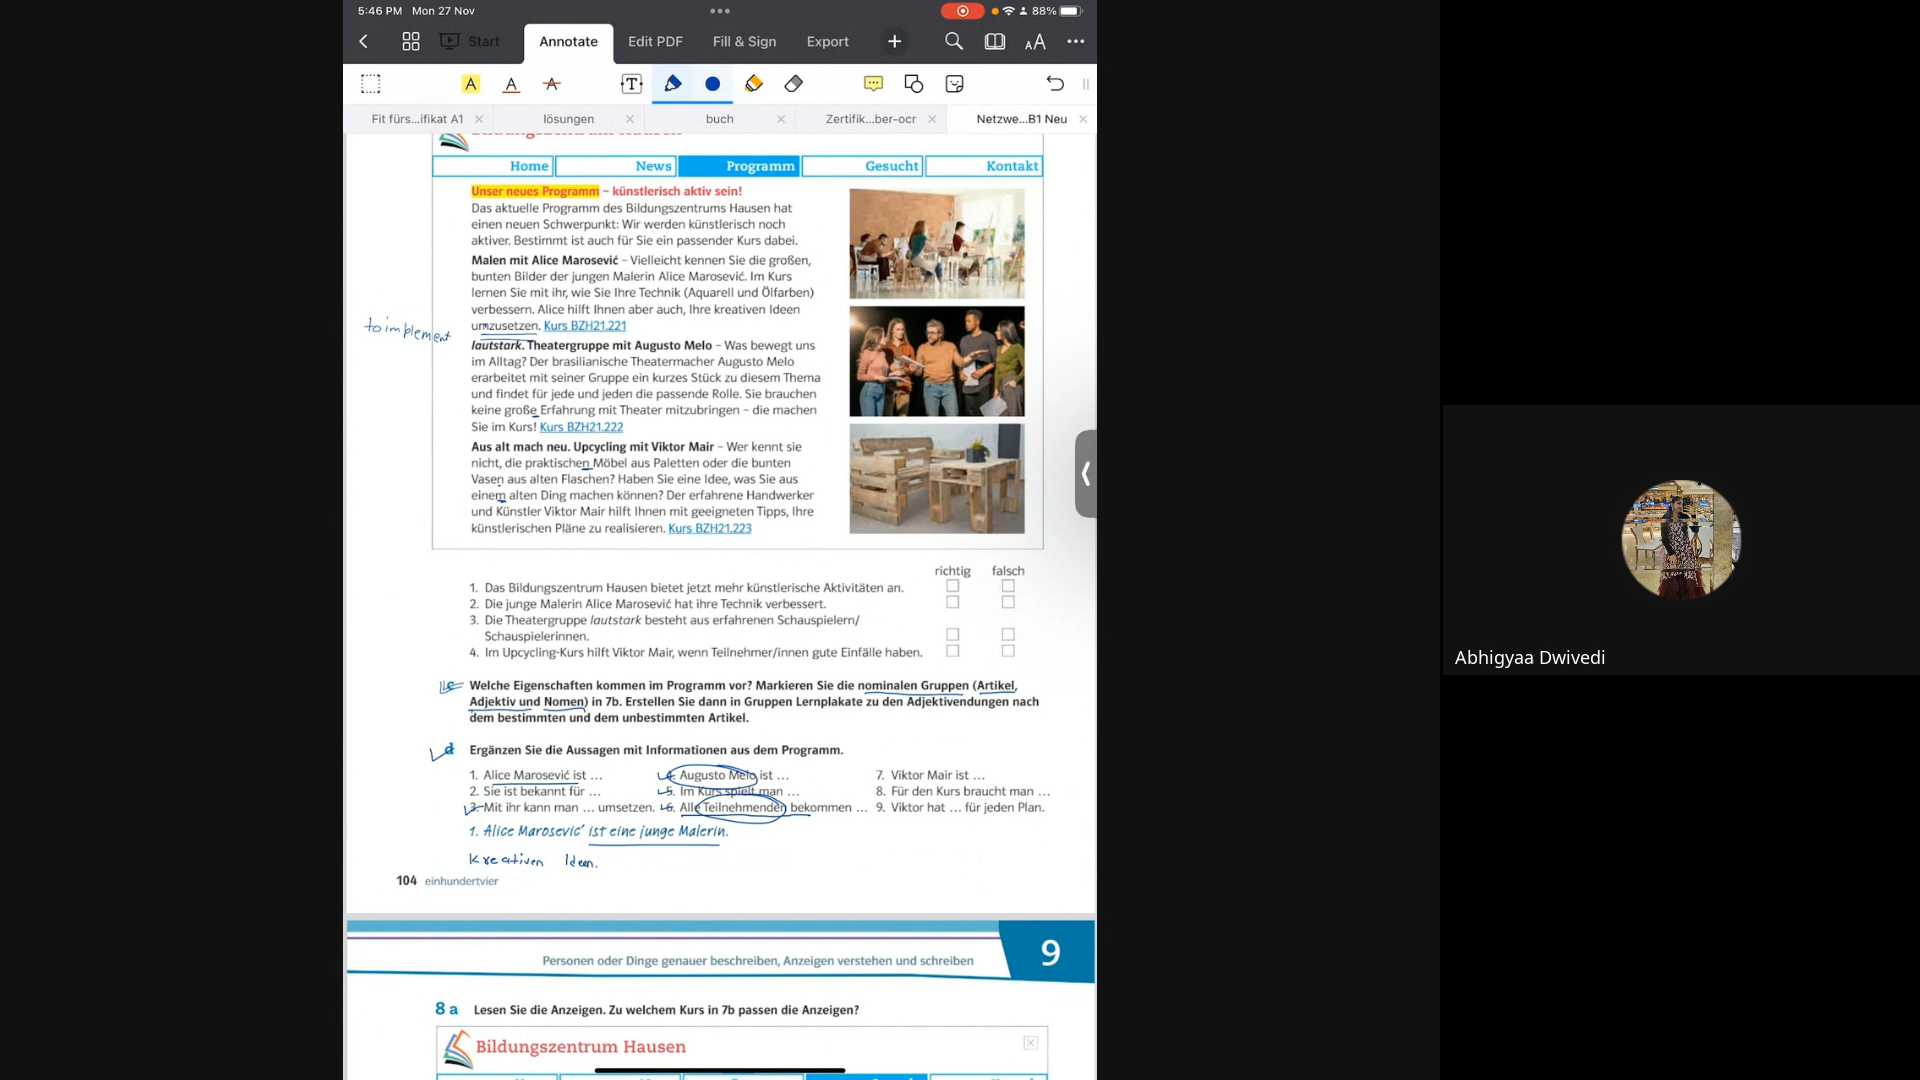 5:46 PM Mon 27 Nov
88%
Start
Annotate
Edit PDF
Fill & Sign
Export
Fit fürs...ifikat A1
lösungen
buch
Zertifik...ber-ocr
Netzwe...B1 Neu
Home
News
Programm
Gesucht
Kontakt
Unser neues Programm – künstlerisch aktiv sein!
Das aktuelle Programm des Bildungszentrums Hausen hat
einen neuen Schwerpunkt: Wir werden künstlerisch noch
aktiver. Bestimmt ist auch für Sie ein passender Kurs dabei.
Malen mit Alice Marosević – Vielleicht kennen Sie die großen,
bunten Bilder der jungen Malerin Alice Marosević. Im Kurs
lernen Sie mit ihr, wie Sie Ihre Technik (Aquarell und Ölfarben)
verbessern. Alice hilft Ihnen aber auch, Ihre kreativen Ideen
umzusetzen. Kurs BZH21.221
to implement
lautstark. Theatergruppe mit Augusto Melo – Was bewegt uns
im Alltag? Der brasilianische Theatermacher Augusto Melo
erarbeitet mit seiner Gruppe ein kurzes Stück zu diesem Thema
und findet für jede und jeden die passende Rolle. Sie brauchen
keine große Erfahrung mit Theater mitzubringen – die machen
Sie im Kurs! Kurs BZH21.222
Aus alt mach neu. Upcycling mit Viktor Mair – Wer kennt sie
nicht, die praktischen Möbel aus Paletten oder die bunten
Vasen aus alten Flaschen? Haben Sie eine Idee, was Sie aus
einem alten Ding machen können? Der erfahrene Handwerker
und Künstler Viktor Mair hilft Ihnen mit geeigneten Tipps, Ihre
künstlerischen Pläne zu realisieren. Kurs BZH21.223
richtig falsch
1. Das Bildungszentrum Hausen bietet jetzt mehr künstlerische Aktivitäten an.
2. Die junge Malerin Alice Marosević hat ihre Technik verbessert.
3. Die Theatergruppe lautstark besteht aus erfahrenen Schauspielern/
Schauspielerinnen.
4. Im Upcycling-Kurs hilft Viktor Mair, wenn Teilnehmer/innen gute Einfälle haben.
c Welche Eigenschaften kommen im Programm vor? Markieren Sie die nominalen Gruppen (Artikel,
Adjektiv und Nomen) in 7b. Erstellen Sie dann in Gruppen Lernplakate zu den Adjektivendungen nach
dem bestimmten und dem unbestimmten Artikel.
d Ergänzen Sie die Aussagen mit Informationen aus dem Programm.
1. Alice Marosević ist ...
2. Sie ist bekannt für ...
3. Mit ihr kann man ... umsetzen.
4. Augusto Melo ist ...
5. Im Kurs spielt man ...
6. Alle Teilnehmenden bekommen ...
7. Viktor Mair ist ...
8. Für den Kurs braucht man ...
9. Viktor hat ... für jeden Plan.
1. Alice Marosević ist eine junge Malerin.
Kreativen Ideen.
104 einhundertvier
Personen oder Dinge genauer beschreiben, Anzeigen verstehen und schreiben
9
8 a Lesen Sie die Anzeigen. Zu welchem Kurs in 7b passen die Anzeigen?
Bildungszentrum Hausen
Abhigyaa Dwivedi